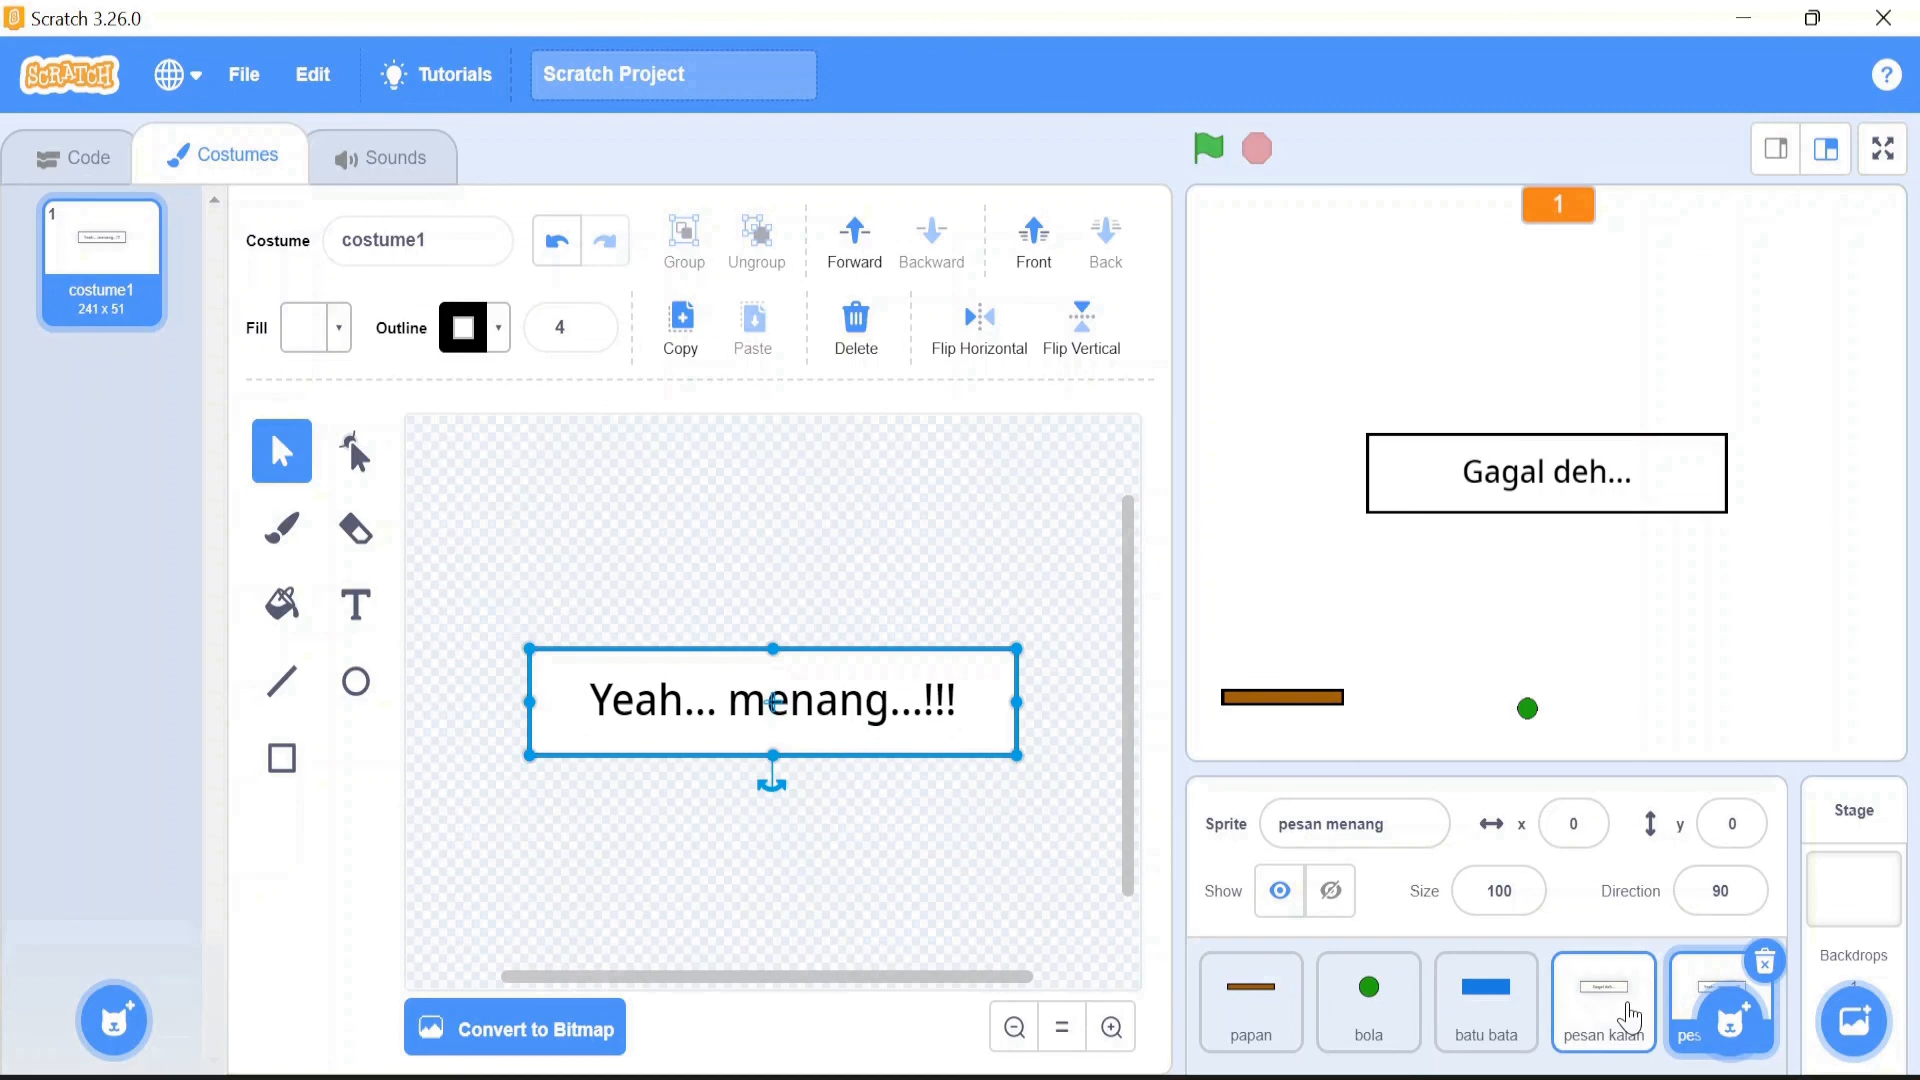 Scratch 3.26.0
SCRATCH File Edit Tutorials Scratch Project ?
Code Costumes Sounds
1
costume1
241 x 51
Costume costume1 Group Ungroup Forward Backward Front Back
Fill Outline 4 Copy Paste Delete Flip Horizontal Flip Vertical
T
Yeah... menang...!!!
Convert to Bitmap
1
Gagal deh...
Sprite pesan menang x 0 y 0
Show Size 100 Direction 90
papan bola batu bata pesan kalah pes
Stage
Backdrops